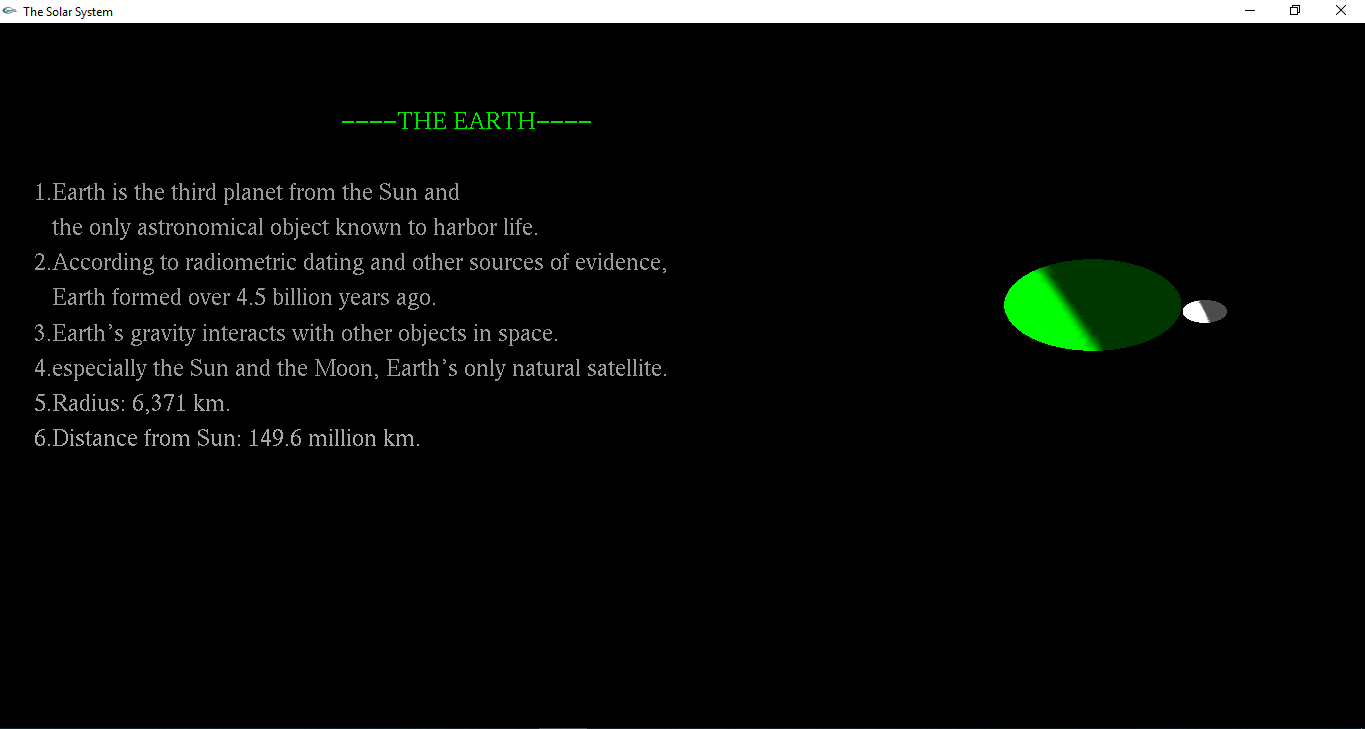 The Solar System
----THE EARTH----
1.Earth is the third planet from the Sun and
the only astronomical object known to harbor life.
2.According to radiometric dating and other sources of evidence,
Earth formed over 4.5 billion years ago.
3.Earth's gravity interacts with other objects in space.
4.especially the Sun and the Moon, Earth's only natural satellite.
5.Radius: 6,371 km.
6.Distance from Sun: 149.6 million km.